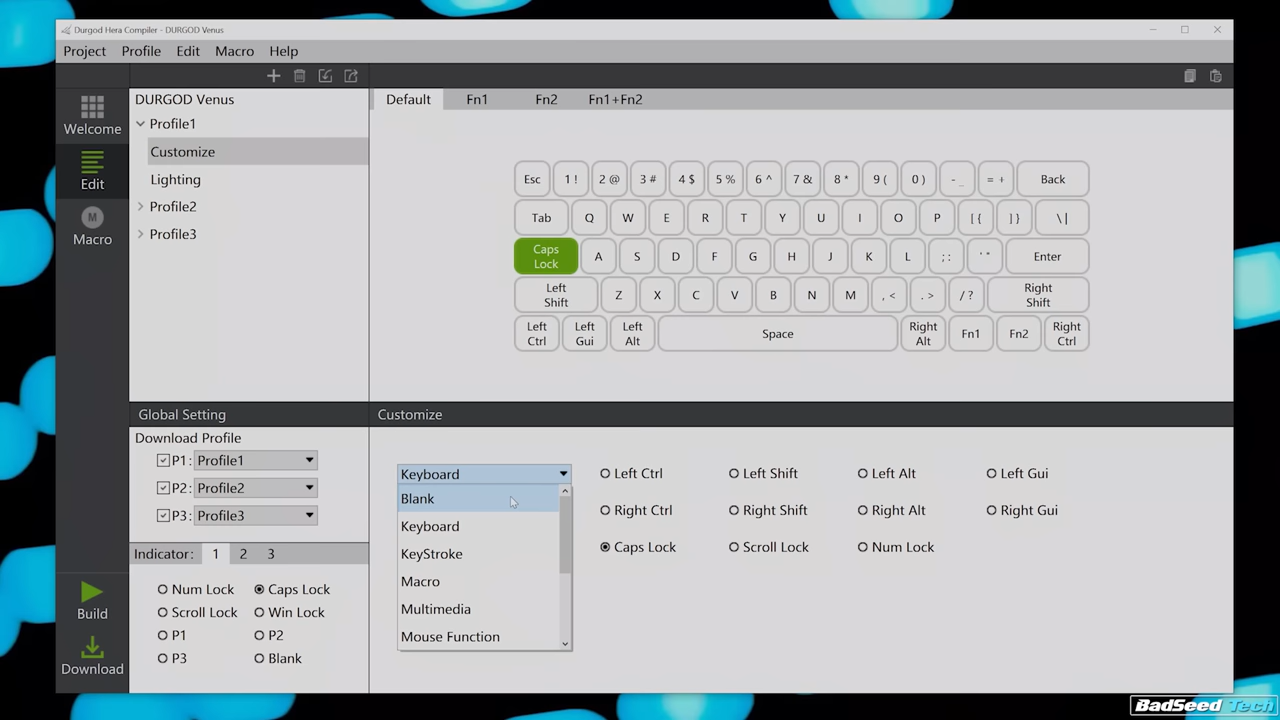 Durgod Hera Compiler - DURGOD Venus
Project Profile Edit Macro Help
Welcome
Edit
M
Macro
Build
Download
DURGOD Venus
Profile1
Customize
Lighting
Profile2
Profile3
Default Fn1 Fn2 Fn1+Fn2
Esc 1 ! 2 @ 3 # 4 $ 5 % 6 ^ 7 & 8 * 9 ( 0 ) - _ = + Back
Tab Q W E R T Y U I O P [ { ] } \ |
Caps Lock A S D F G H J K L ; : ' " Enter
Left Shift Z X C V B N M , < . > / ? Right Shift
Left Ctrl Left Gui Left Alt Space Right Alt Fn1 Fn2 Right Ctrl
Global Setting
Download Profile
P1: Profile1
P2: Profile2
P3: Profile3
Indicator: 1 2 3
Num Lock Caps Lock
Scroll Lock Win Lock
P1 P2
P3 Blank
Customize
Keyboard
Blank
Keyboard
KeyStroke
Macro
Multimedia
Mouse Function
Left Ctrl Left Shift Left Alt Left Gui
Right Ctrl Right Shift Right Alt Right Gui
Caps Lock Scroll Lock Num Lock
BadSeed Tech